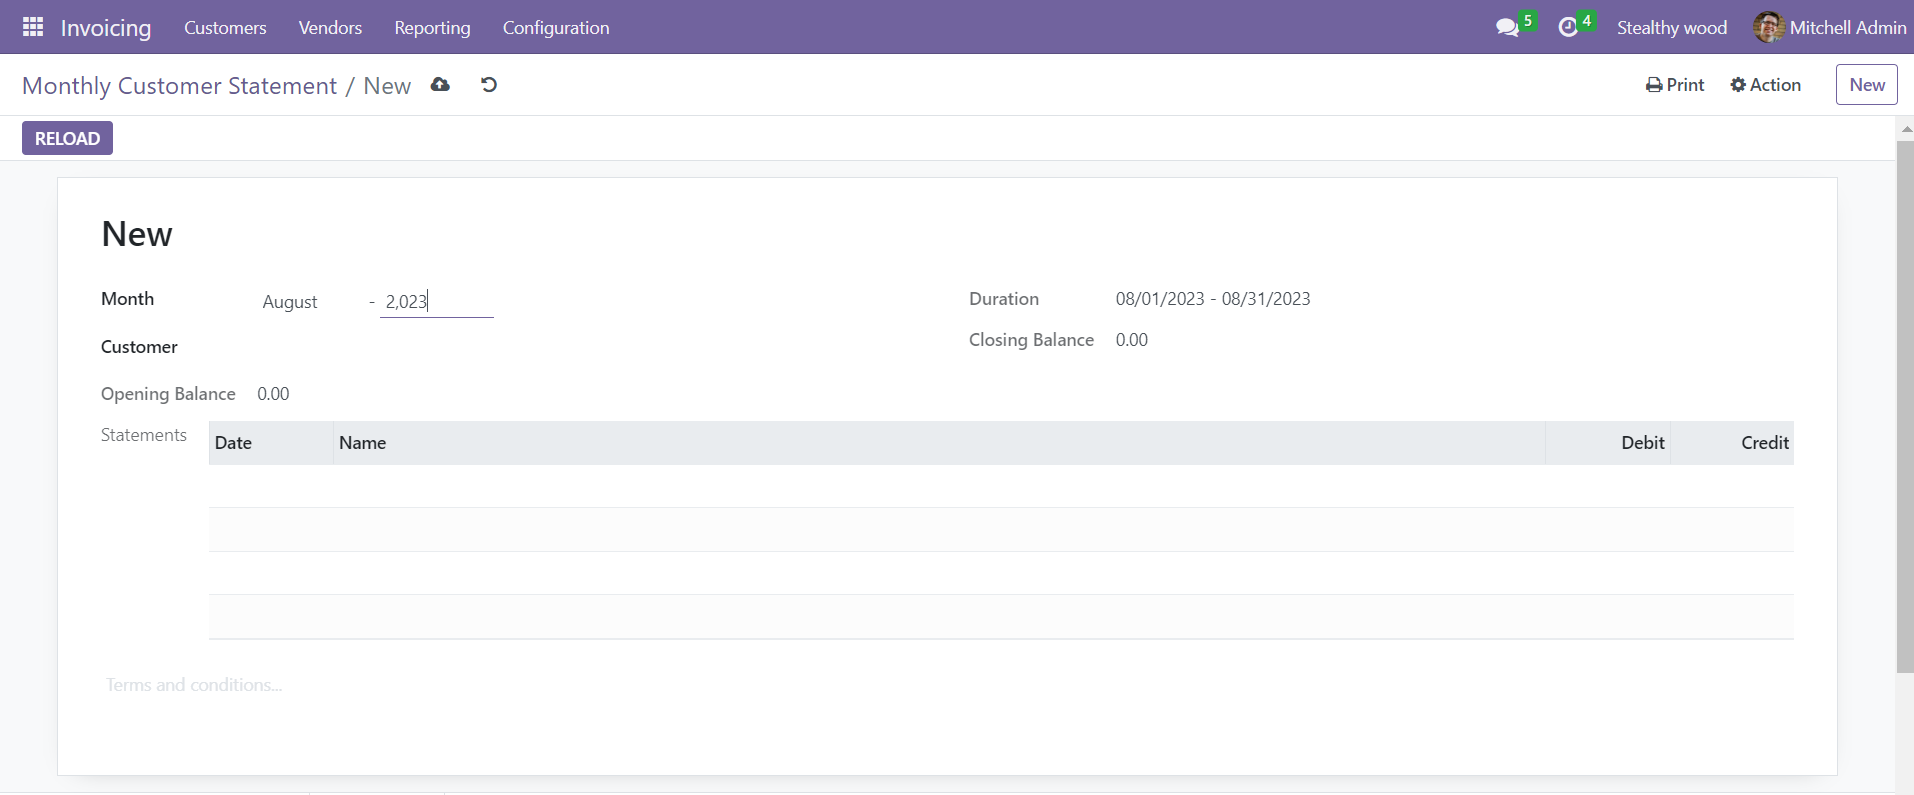 Invoicing Customers Vendors Reporting Configuration 5 4 Stealthy wood Mitchell Admin
Monthly Customer Statement / New Print Action New
RELOAD
New
Month August - 2,023 Duration 08/01/2023 - 08/31/2023
Customer Closing Balance 0.00
Opening Balance 0.00
Statements Date Name Debit Credit
Terms and conditions...